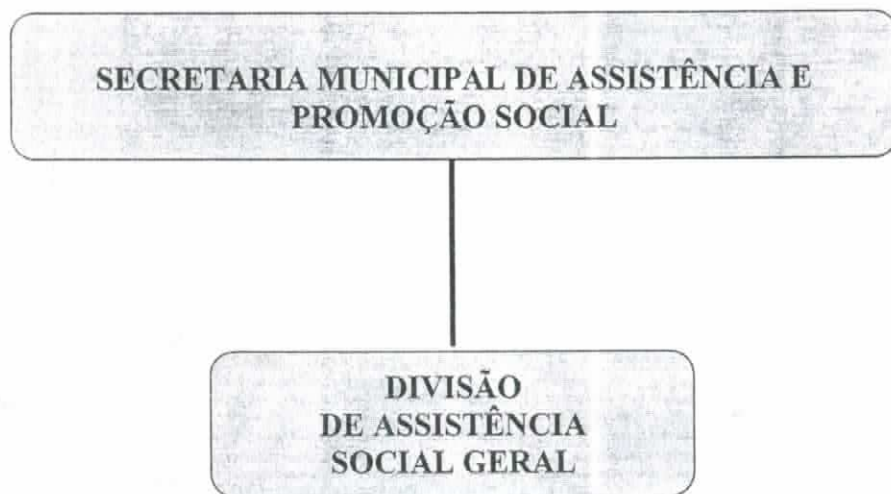 SECRETARIA MUNICIPAL DE ASSISTÊNCIA E
PROMOÇÃO SOCIAL
DIVISÃO
DE ASSISTÊNCIA
SOCIAL GERAL